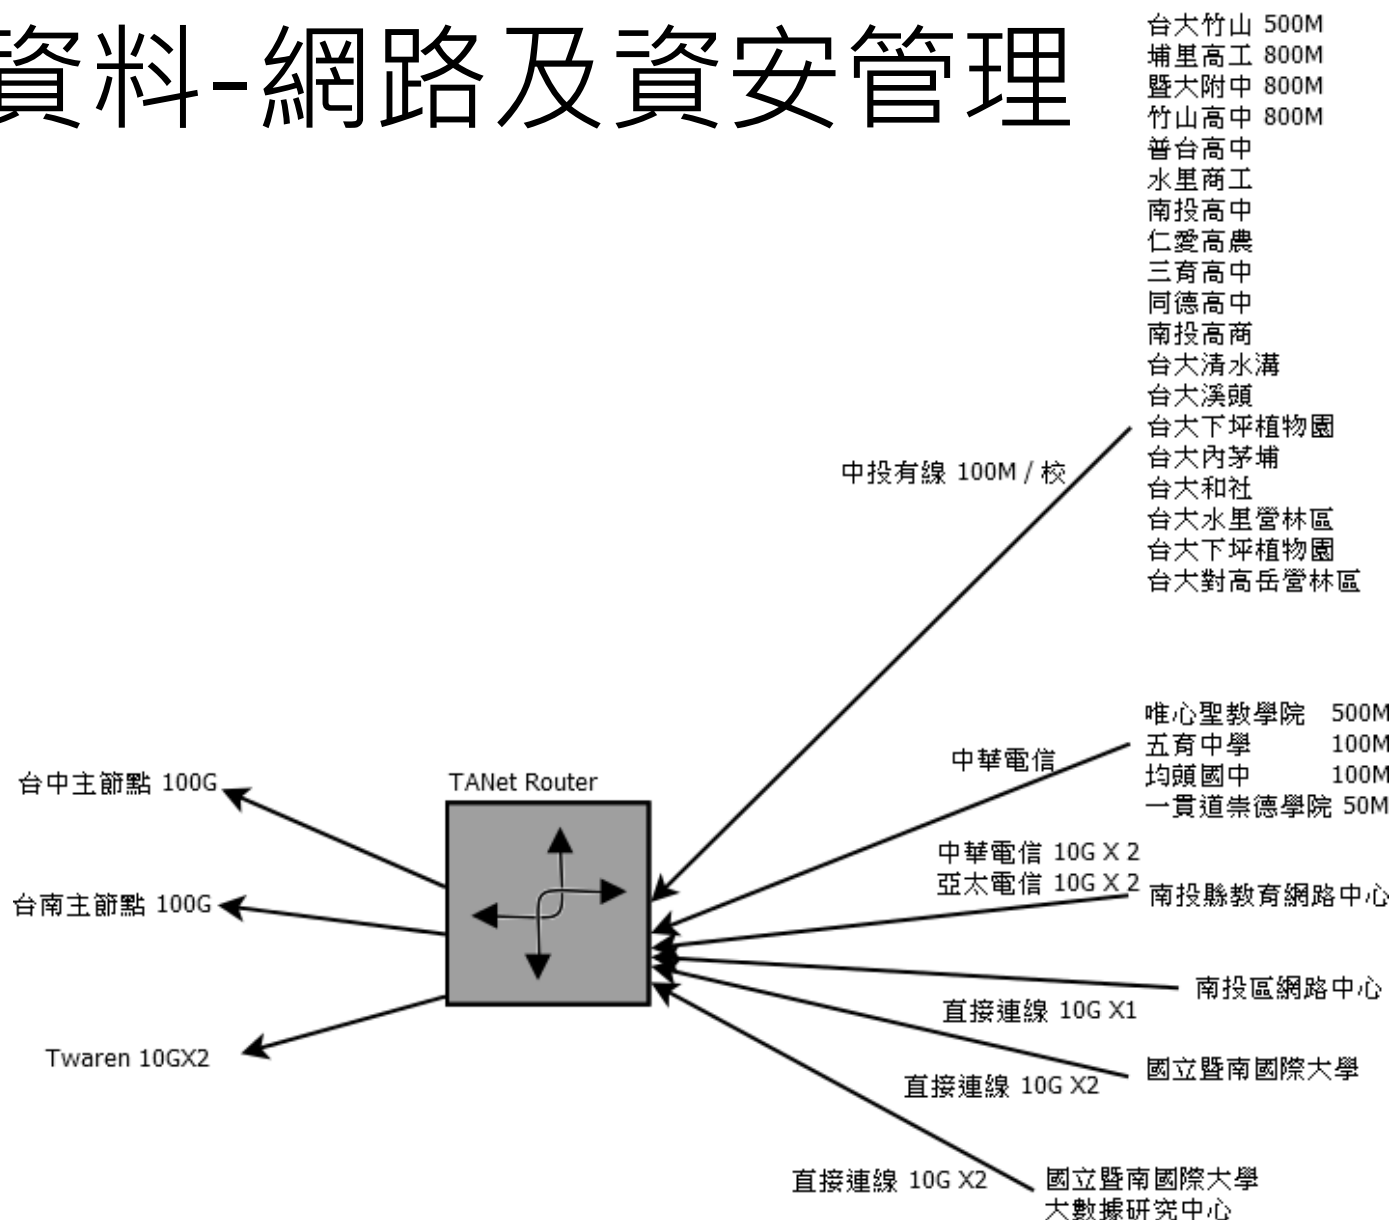 資料-網路及資安管理
台大竹山 500M
埔里高工 800M
暨大附中 800M
竹山高中 800M
普台高中
水里商工
南投高中
仁愛高農
三育高中
同德高中
南投高商
台大清水溝
台大溪頭
台大下坪植物園
台大內茅埔
台大和社
台大水里營林區
台大下坪植物園
台大對高岳營林區
中投有線 100M / 校
唯心聖教學院 500M
五育中學 100M
均頭國中 100M
一貫道崇德學院 50M
中華電信
台中主節點 100G
TANet Router
中華電信 10G X 2
亞太電信 10G X 2
南投縣教育網路中心
台南主節點 100G
南投區網路中心
直接連線 10G X1
Twaren 10GX2
國立暨南國際大學
直接連線 10G X2
直接連線 10G X2
國立暨南國際大學
大數據研究中心